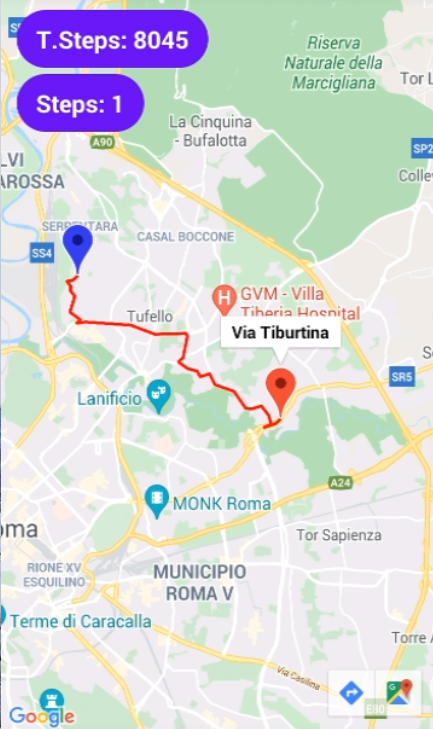 SS
T.Steps: 8045
Riserva
Naturale della
Marcigliana
Tor L
Steps: 1
La Cinquina
- Bufalotta
A90
SP2
LVI
AROSSA
Colle
SERPENTARA
SS4
CASAL BOCCONE
H
GVM - Villa
Tiberia Hospital
Tufello
Via Tiburtina
S
SR5
Lanificio
A24
MONK Roma
oma
Tor Sapienza
RIONE XV
ESQUILINO
MUNICIPIO
ROMA V
Terme di Caracalla
Torre A
Via Casilina
G
E80
Google